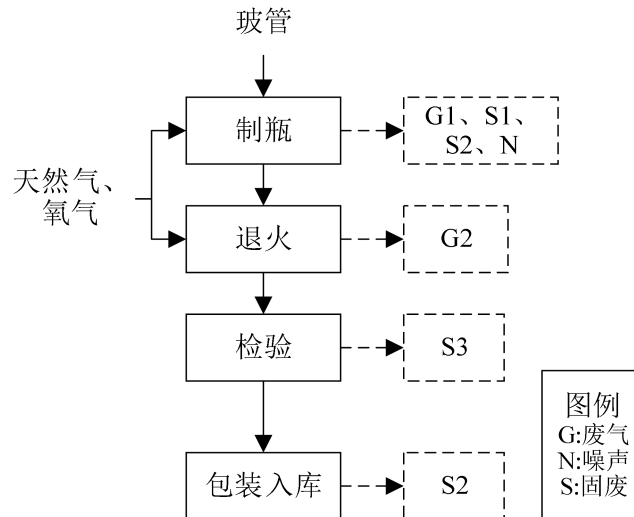 玻管
制瓶
G1、S1、
S2、N
天然气、
氧气
退火
G2
检验
S3
包装入库
S2
图例
G:废气
N:噪声
S:固废